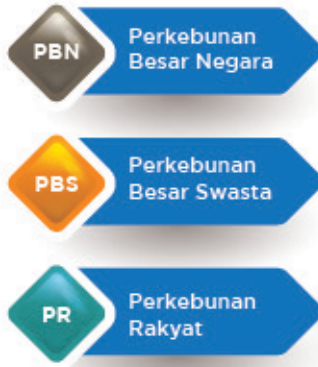 PBN
Perkebunan
Besar Negara
PBS
Perkebunan
Besar Swasta
PR
Perkebunan
Rakyat